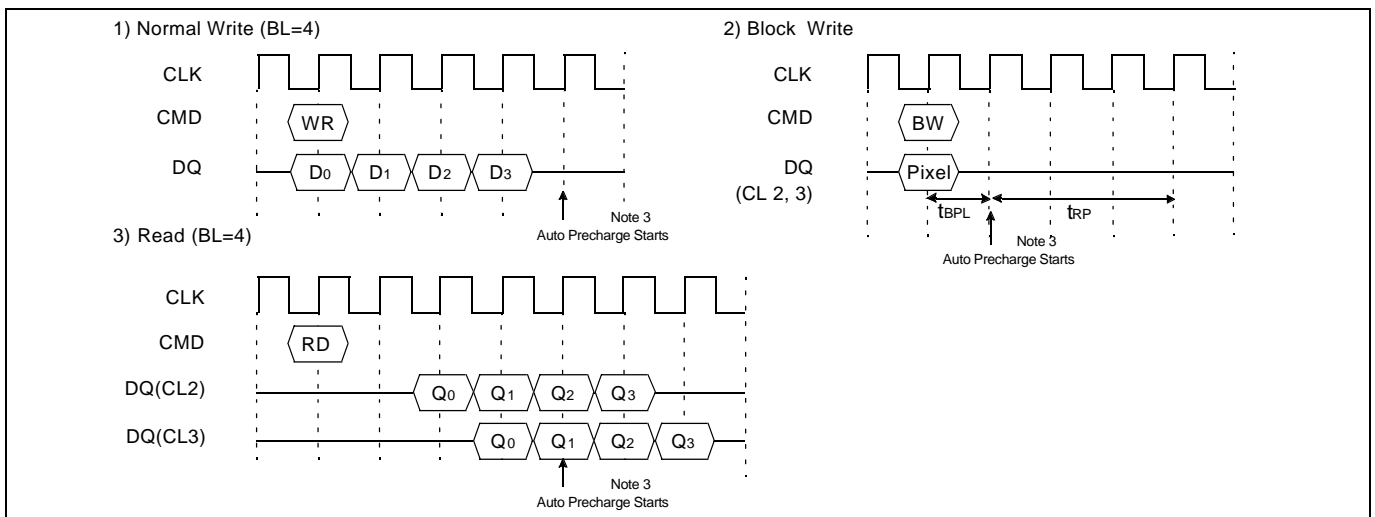 1) Normal Write (BL=4)
CLK
CMD
WR
DQ
D0 D1 D2 D3
Note 3
Auto Precharge Starts
2) Block Write
CLK
CMD
BW
DQ
(CL 2, 3)
Pixel
tBPL tRP
Note 3
Auto Precharge Starts
3) Read (BL=4)
CLK
CMD
RD
DQ(CL2)
Q0 Q1 Q2 Q3
DQ(CL3)
Q0 Q1 Q2 Q3
Note 3
Auto Precharge Starts